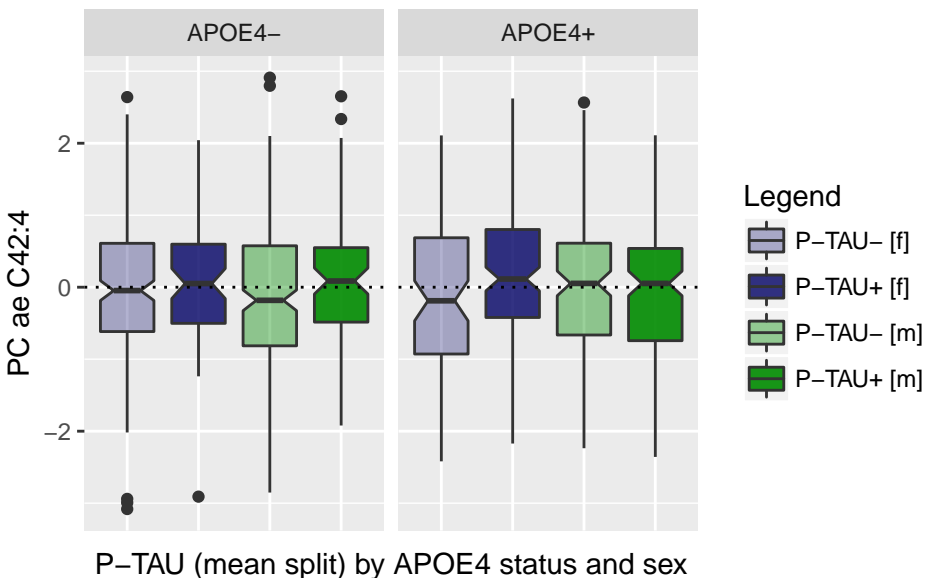 APOE4− APOE4+
2
0
−2
PC ae C42:4
P−TAU (mean split) by APOE4 status and sex
Legend
P−TAU− [f]
P−TAU+ [f]
P−TAU− [m]
P−TAU+ [m]